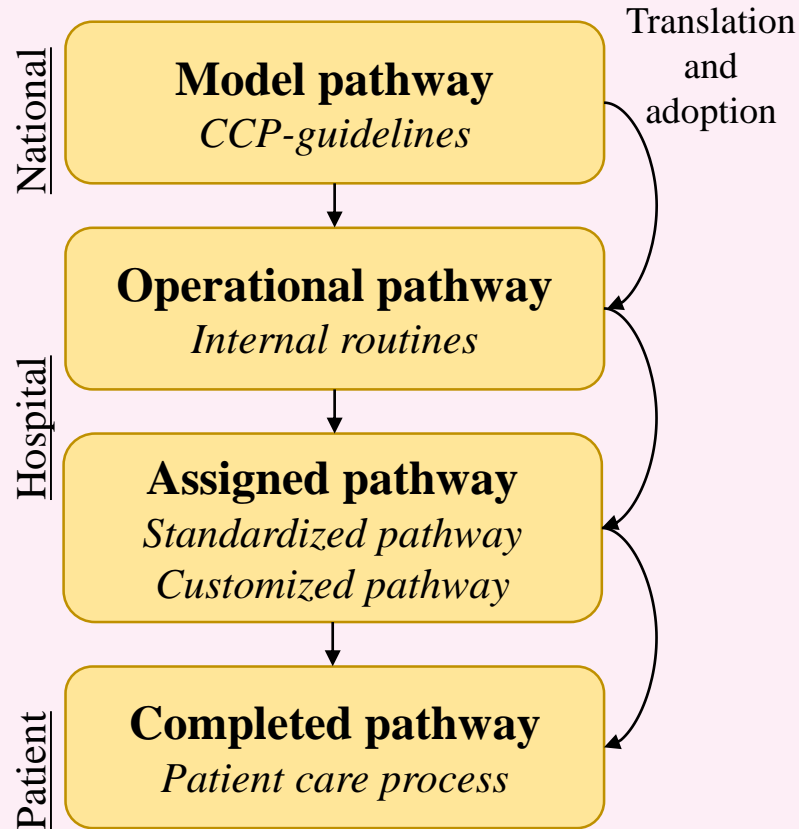 Translation
and
adoption
National
Model pathway
CCP-guidelines
Hospital
Operational pathway
Internal routines
Assigned pathway
Standardized pathway
Customized pathway
Patient
Completed pathway
Patient care process